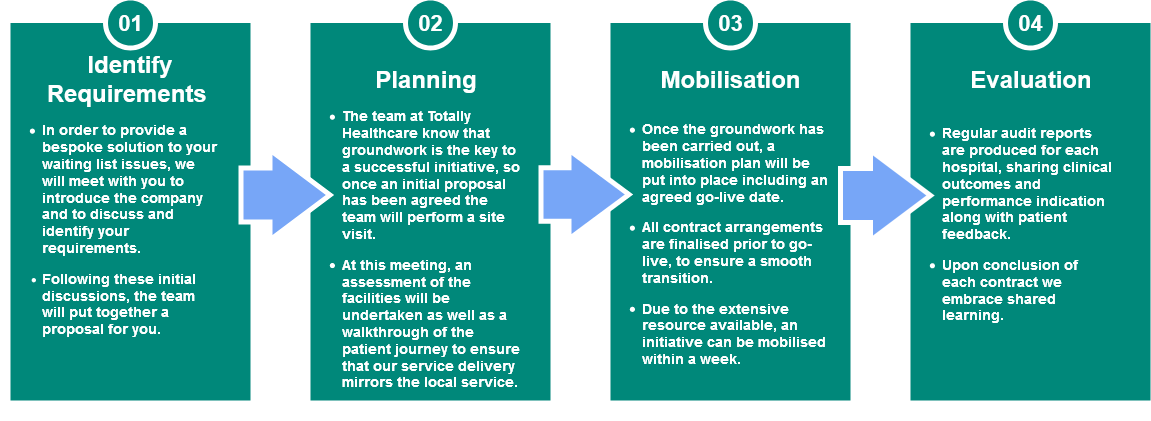 01
Identify
Requirements
• In order to provide a
bespoke solution to your
waiting list issues, we
will meet with you to
introduce the company
and to discuss and
identify your
requirements.
• Following these initial
discussions, the team
will put together a
proposal for you.
02
Planning
• The team at Totally
Healthcare know that
groundwork is the key to
a successful initiative, so
once an initial proposal
has been agreed the
team will perform a site
visit.
• At this meeting, an
assessment of the
facilities will be
undertaken as well as a
walkthrough of the
patient journey to ensure
that our service delivery
mirrors the local service.
03
Mobilisation
• Once the groundwork has
been carried out, a
mobilisation plan will be
put into place including an
agreed go-live date.
• All contract arrangements
are finalised prior to go-
live, to ensure a smooth
transition.
• Due to the extensive
resource available, an
initiative can be mobilised
within a week.
04
Evaluation
• Regular audit reports
are produced for each
hospital, sharing clinical
outcomes and
performance indication
along with patient
feedback.
• Upon conclusion of
each contract we
embrace shared
learning.